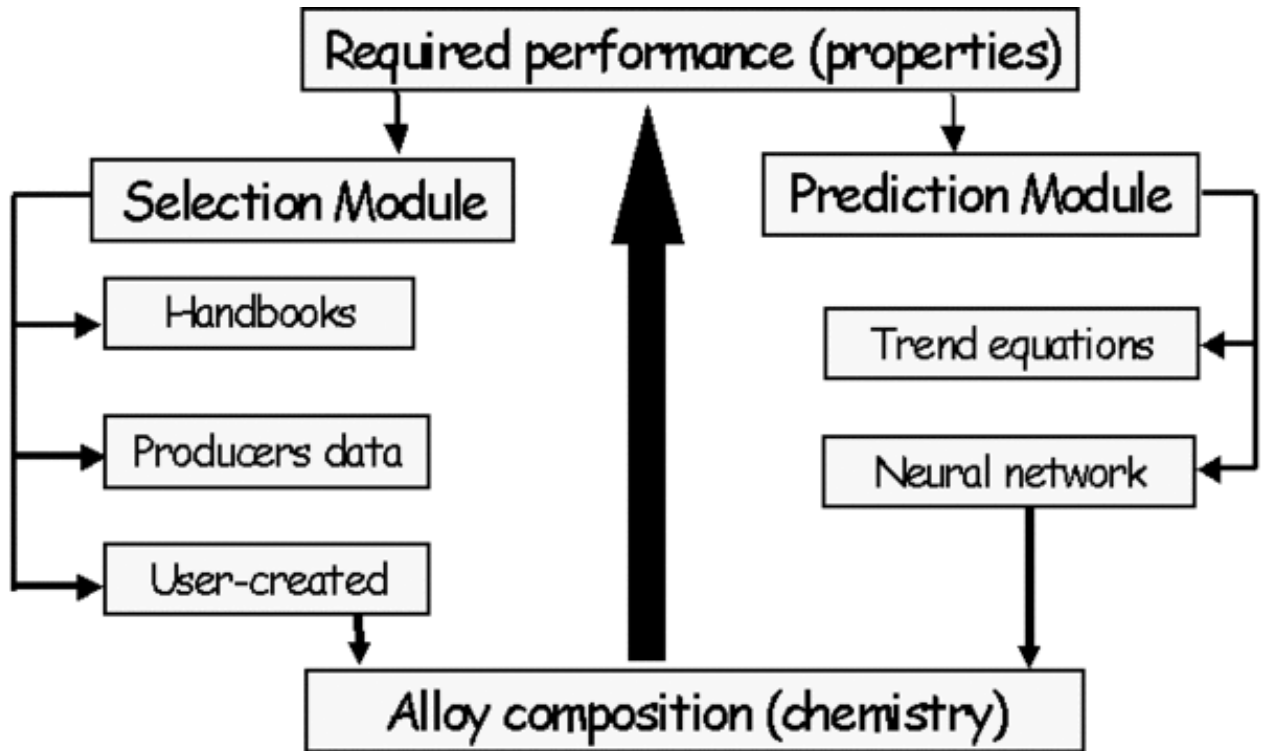 Required performance (properties)
Selection Module
Prediction Module
Handbooks
Trend equations
Producers data
Neural network
User-created
Alloy composition (chemistry)